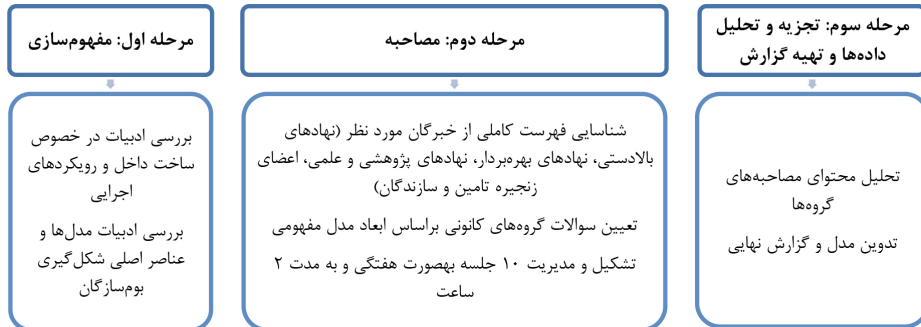 مرحله اول: مفهوم‌سازی
بررسی ادبیات در خصوص
ساخت داخل و رویکردهای
اجرایی
بررسی ادبیات مدل‌ها و
عناصر اصلی شکل‌گیری
بوم‌سازگان
مرحله دوم: مصاحبه
شناسایی فهرست کاملی از خبرگان مورد نظر (نهادهای
بالادستی، نهادهای بهره‌بردار، نهادهای پژوهشی و علمی، اعضای
زنجیره تامین و سازندگان)
تعیین سوالات گروه‌های کانونی براساس ابعاد مدل مفهومی
تشکیل و مدیریت ۱۰ جلسه بهصورت هفتگی و به مدت ۲
ساعت
مرحله سوم: تجزیه و تحلیل
داده‌ها و تهیه گزارش
تحلیل محتوای مصاحبه‌های
گروه‌ها
تدوین مدل و گزارش نهایی